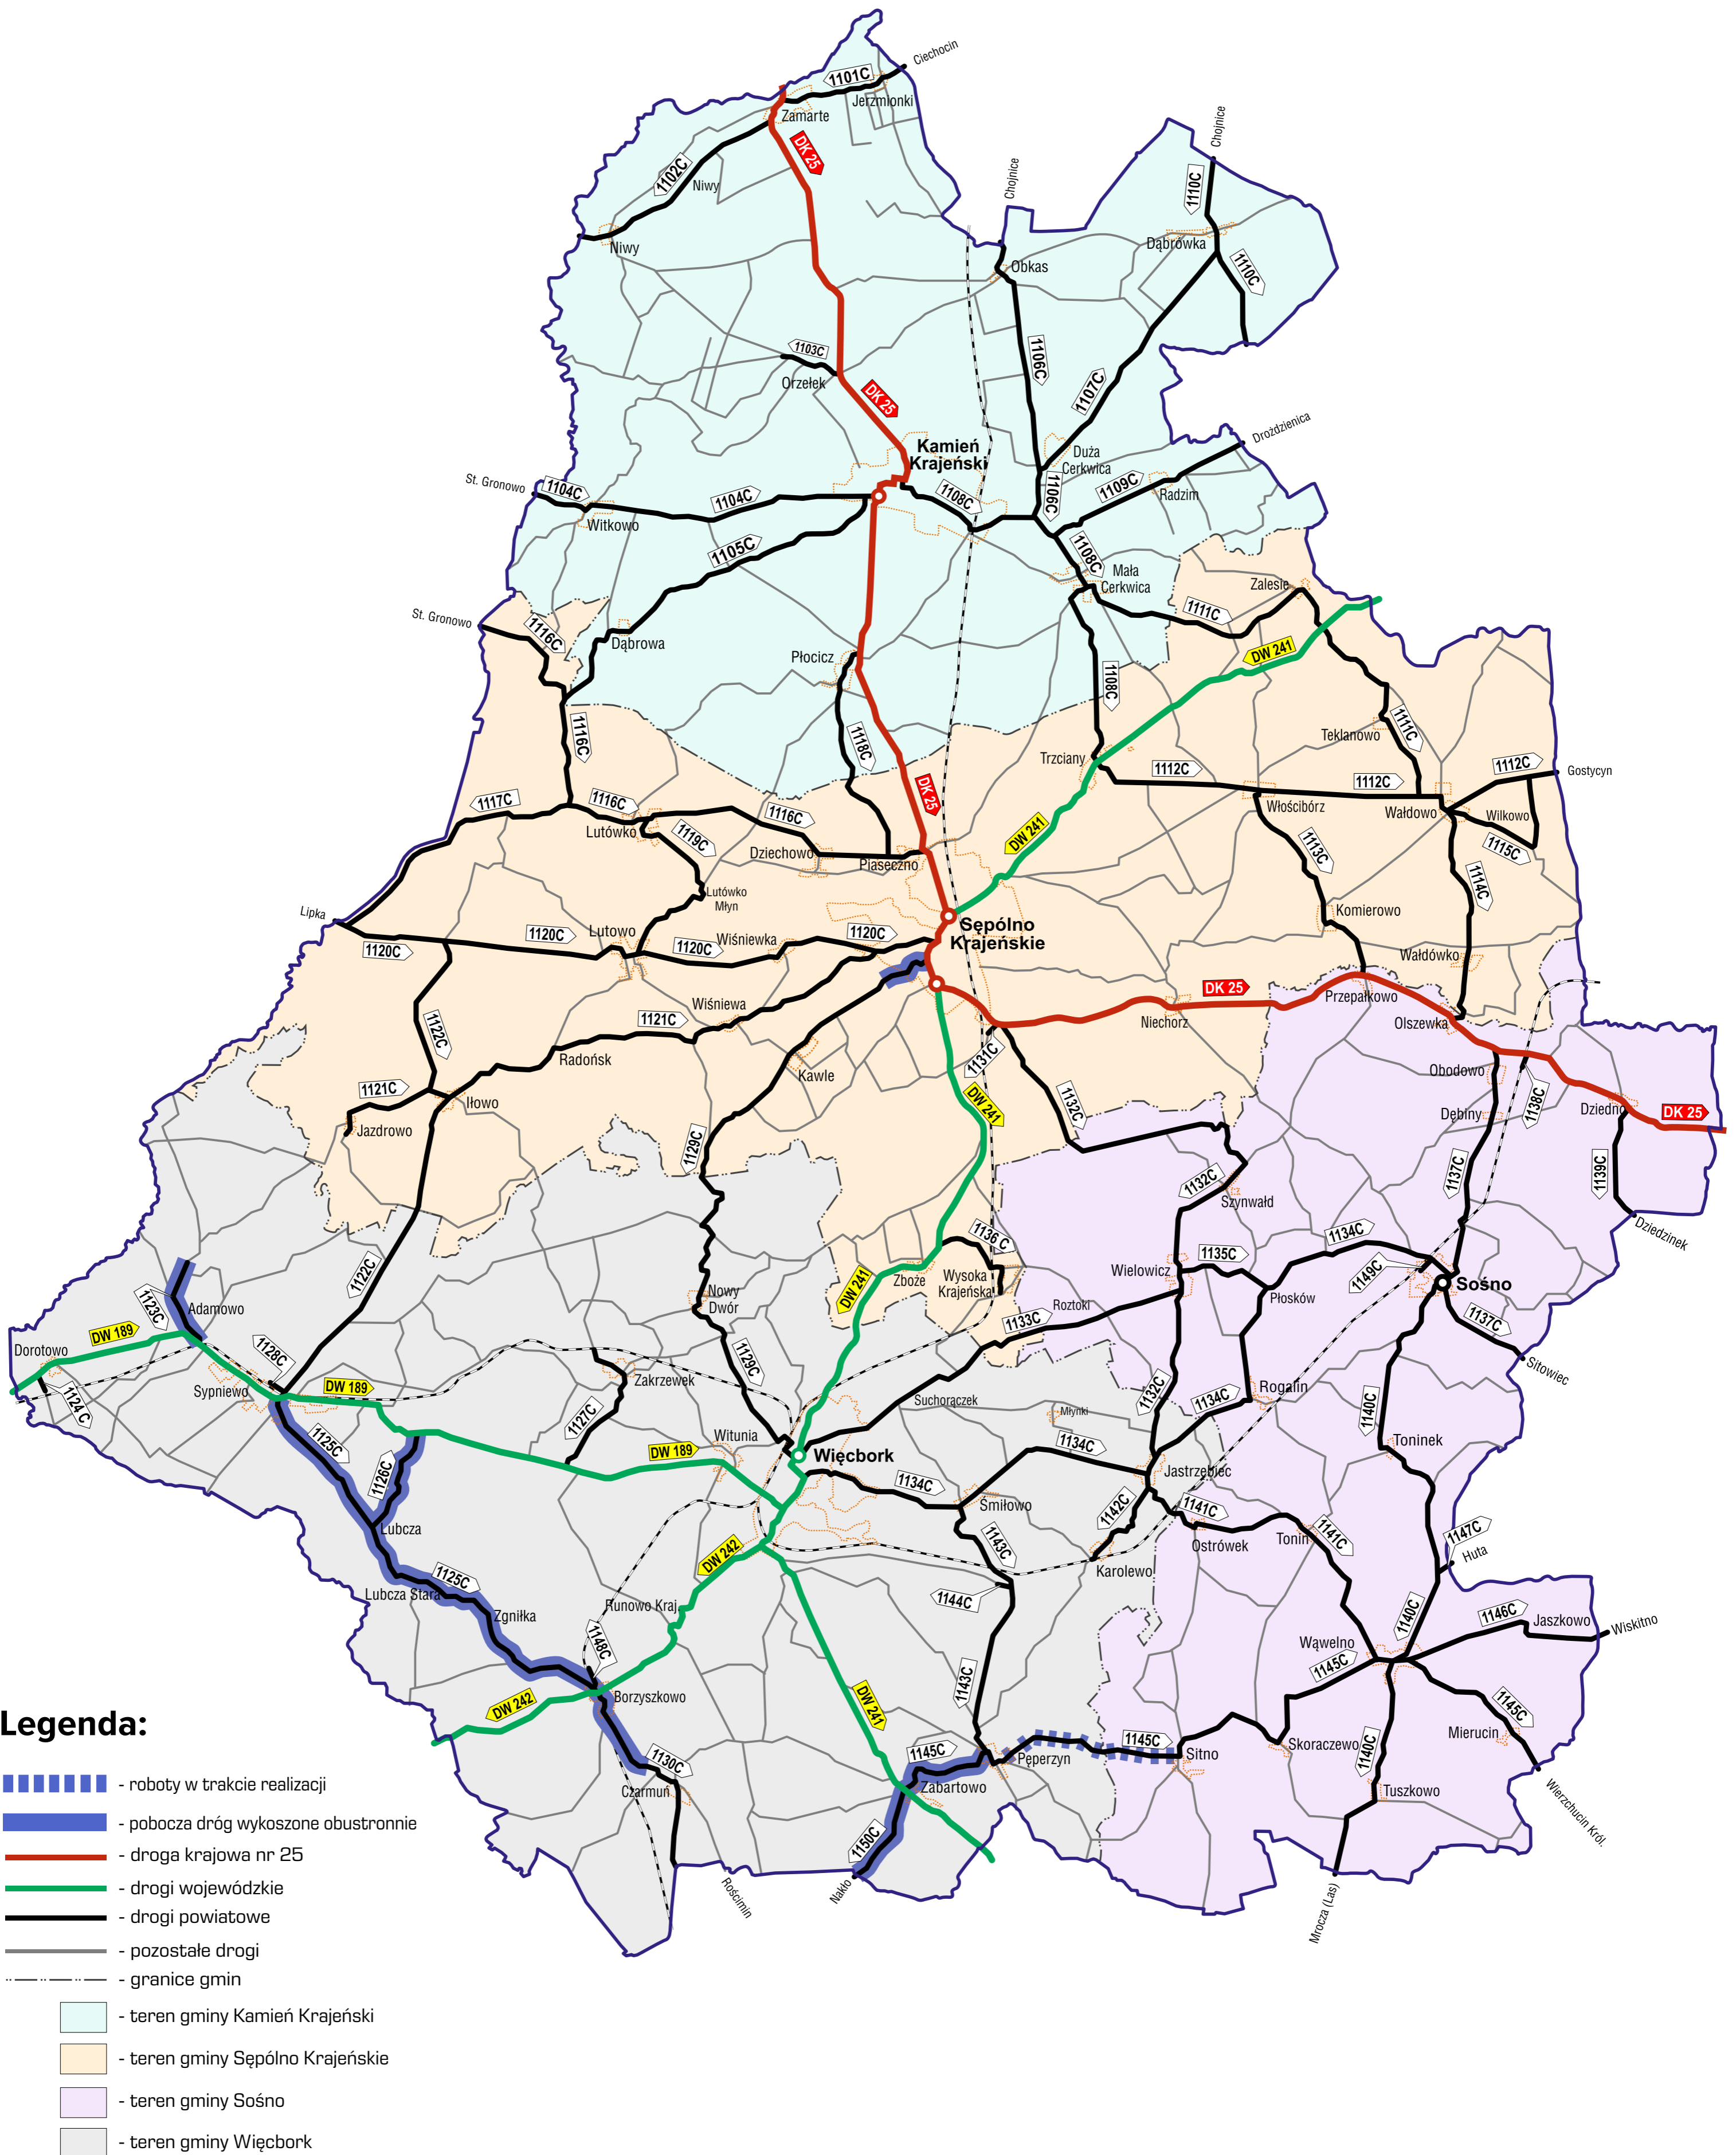 Ciechocin
1101C
Jerzmionki
Zamarte
DK 25
Chojnice
1102C
Niwy
Chojnice
1110C
Niwy
Dąbrówka
Obkas
1110C
1103C
1106C
Orzełek
1107C
DK 25
Kamień
Krajeński
Drożdzienica
Duża
Cerkwica
St. Gronowo
1104C
1104C
1108C
1106C
1109C
Radzim
Witkowo
1105C
1108C
Mała
Cerkwica
Zalesie
1111C
St. Gronowo
1116C
Dąbrowa
DW 241
Płocicz
1108C
1116C
1118C
1111C
Teklanowo
Trzciany
1112C
1112C
1112C
Gostycyn
DK 25
1117C
1116C
1116C
Włościbórz
Wałdowo
Wilkowo
Lutówko
1119C
DW 241
Dziechowo
Piaseczno
1113C
1115C
1114C
Lutówko
Młyn
Lipka
Komierowo
Sępólno
Krajeńskie
1120C
1120C
Lutowo
1120C
Wiśniewka
1120C
Wałdówko
DK 25
Przepałkowo
Wiśniewa
Niechorz
Olszewka
1121C
1122C
Radońsk
1131C
Kawle
Obodowo
1121C
Iłowo
DW 241
1132C
Dębiny
1138C
Dziedno
DK 25
Jazdrowo
1129C
1137C
1139C
1132C
Szynwałd
Dziedzinek
1136 C
1134C
1122C
Wielowicz
1135C
1149C
Zboże
Wysoka
Krajeńska
Sośno
DW 241
Płosków
1123C
Adamowo
Nowy
Dwór
Roztoki
1133C
1137C
DW 189
Dorotowo
1128C
1129C
Sitowiec
1124 C
Sypniewo
DW 189
Zakrzewek
Suchorączek
1132C
Rogalin
1134C
1140C
1127C
Młynki
1125C
1126C
DW 189
Witunia
Więcbork
1134C
Toninek
Jastrzębiec
1134C
Śmiłowo
1142C
1141C
Lubcza
DW 242
1143C
Ostrówek
Tonin
1141C
1147C
Huta
Karolewo
1125C
Lubcza Stara
1144C
Zgniłka
Runowo Kraj.
1140C
1146C
Jaszkowo
Wiskitno
1148C
Wąwelno
1145C
1143C
Borzyszkowo
DW 242
DW 241
1145C
Mierucin
1145C
1145C
Pęperzyn
Sitno
Skoraczewo
1140C
1130C
Czarmuń
Zabartowo
Tuszkowo
Wierzchucin Król.
1150C
Nakło
Rościmin
Mrocza (Las)
Legenda:
- roboty w trakcie realizacji
- pobocza dróg wykoszone obustronnie
- droga krajowa nr 25
- drogi wojewódzkie
- drogi powiatowe
- pozostałe drogi
- granice gmin
- teren gminy Kamień Krajeński
- teren gminy Sępólno Krajeńskie
- teren gminy Sośno
- teren gminy Więcbork